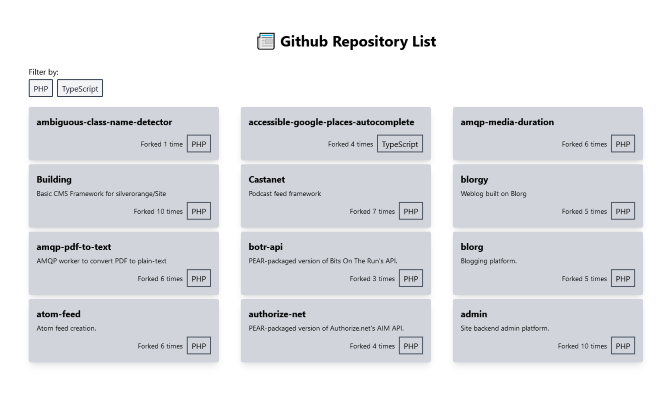 Github Repository List
Filter by:
PHP TypeScript
ambiguous-class-name-detector
Forked 1 time PHP
accessible-google-places-autocomplete
Forked 4 times TypeScript
amqp-media-duration
Forked 6 times PHP
Building
Basic CMS Framework for silverorange/Site
Forked 10 times PHP
Castanet
Podcast feed framework
Forked 7 times PHP
blorgy
Weblog built on Blorg
Forked 5 times PHP
amqp-pdf-to-text
AMQP worker to convert PDF to plain-text
Forked 6 times PHP
botr-api
PEAR-packaged version of Bits On The Run's API.
Forked 3 times PHP
blorg
Blogging platform.
Forked 5 times PHP
atom-feed
Atom feed creation.
Forked 6 times PHP
authorize-net
PEAR-packaged version of Authorize.net's AIM API.
Forked 4 times PHP
admin
Site backend admin platform.
Forked 10 times PHP